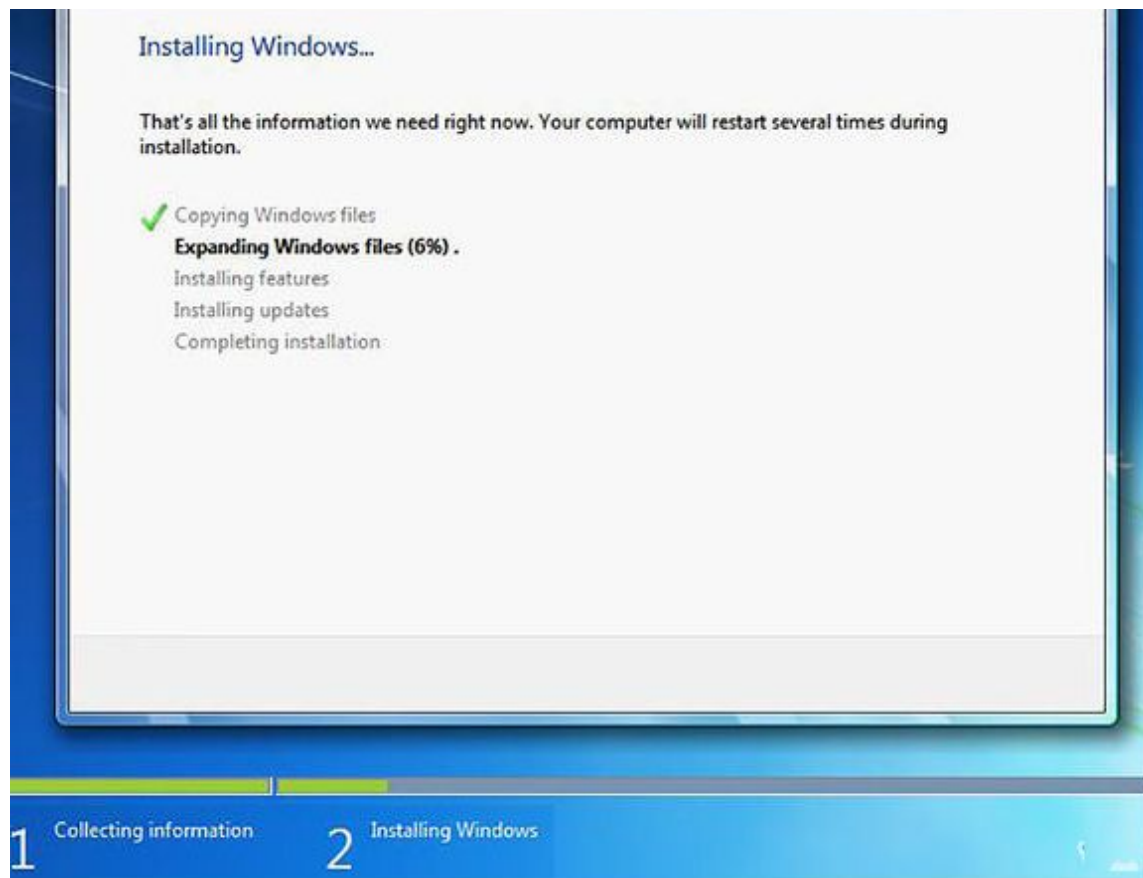 Installing Windows...
That's all the information we need right now. Your computer will restart several times during
installation.
Copying Windows files
Expanding Windows files (6%) .
Installing features
Installing updates
Completing installation
1 Collecting information
2 Installing Windows